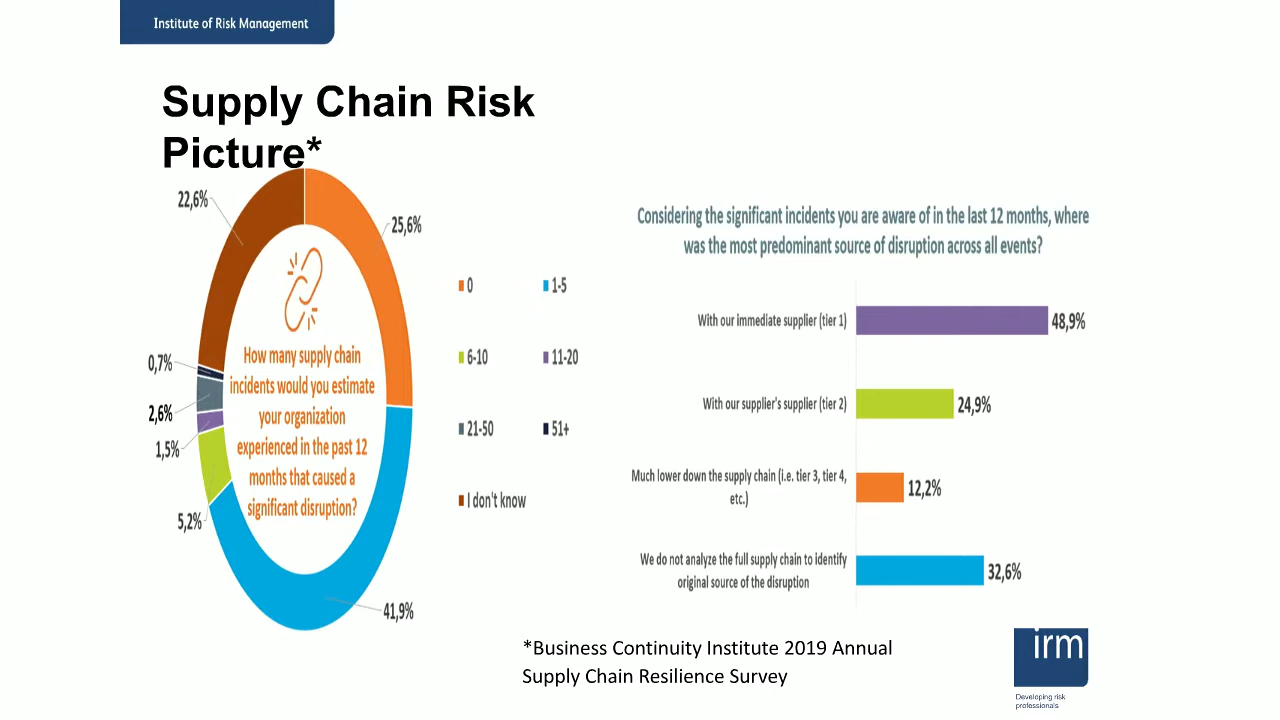 Institute of Risk Management
Supply Chain Risk
Picture*
22,6%
25,6%
0,7%
2,6%
1,5%
5,2%
41,9%
How many supply chain
incidents would you estimate
your organization
experienced in the past 12
months that caused a
significant disruption?
0
1-5
6-10
11-20
21-50
51+
I don't know
Considering the significant incidents you are aware of in the last 12 months, where
was the most predominant source of disruption across all events?
With our immediate supplier (tier 1)
48,9%
With our supplier's supplier (tier 2)
24,9%
Much lower down the supply chain (i.e. tier 3, tier 4,
etc.)
12,2%
We do not analyze the full supply chain to identify
original source of the disruption
32,6%
*Business Continuity Institute 2019 Annual
Supply Chain Resilience Survey
irm
Developing risk
professionals